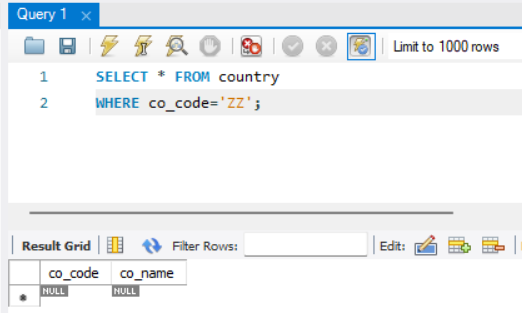 Query 1
Limit to 1000 rows
1 SELECT * FROM country
2 WHERE co_code='ZZ';
Result Grid Filter Rows: Edit:
co_code co_name
* NULL NULL